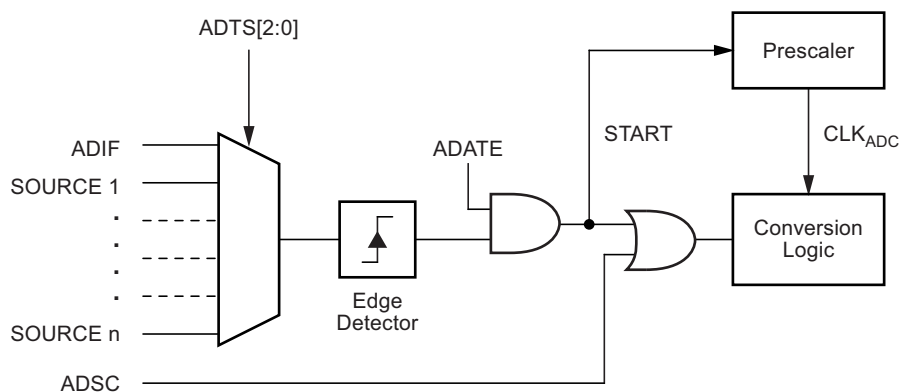 ADTS[2:0]
Prescaler
ADIF
START
CLKADC
ADATE
SOURCE 1
.
.
.
.
Conversion
Logic
Edge
Detector
SOURCE n
ADSC